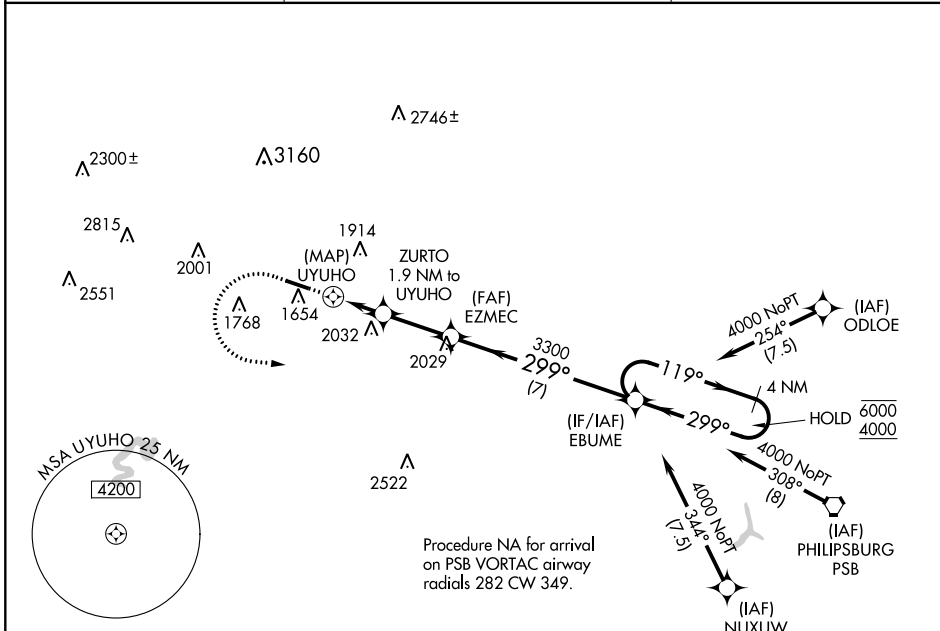 2746±
3160
2300±
2815
2001
2551
1914
(MAP)
UYUHO
ZURTO
1.9 NM to
UYUHO
(FAF)
EZMEC
1768
1654
2032
2029
3300
299°
(7)
4000 NoPT
254°
(7.5)
(IAF)
ODLOE
119°
4 NM
299°
HOLD
6000
4000
(IF/IAF)
EBUME
4000 NoPT
308°
(8)
(IAF)
PHILIPSBURG
PSB
4000 NoPT
344°
(7.5)
(IAF)
NUXUW
2522
MSA UYUHO 25 NM
4200
Procedure NA for arrival
on PSB VORTAC airway
radials 282 CW 349.